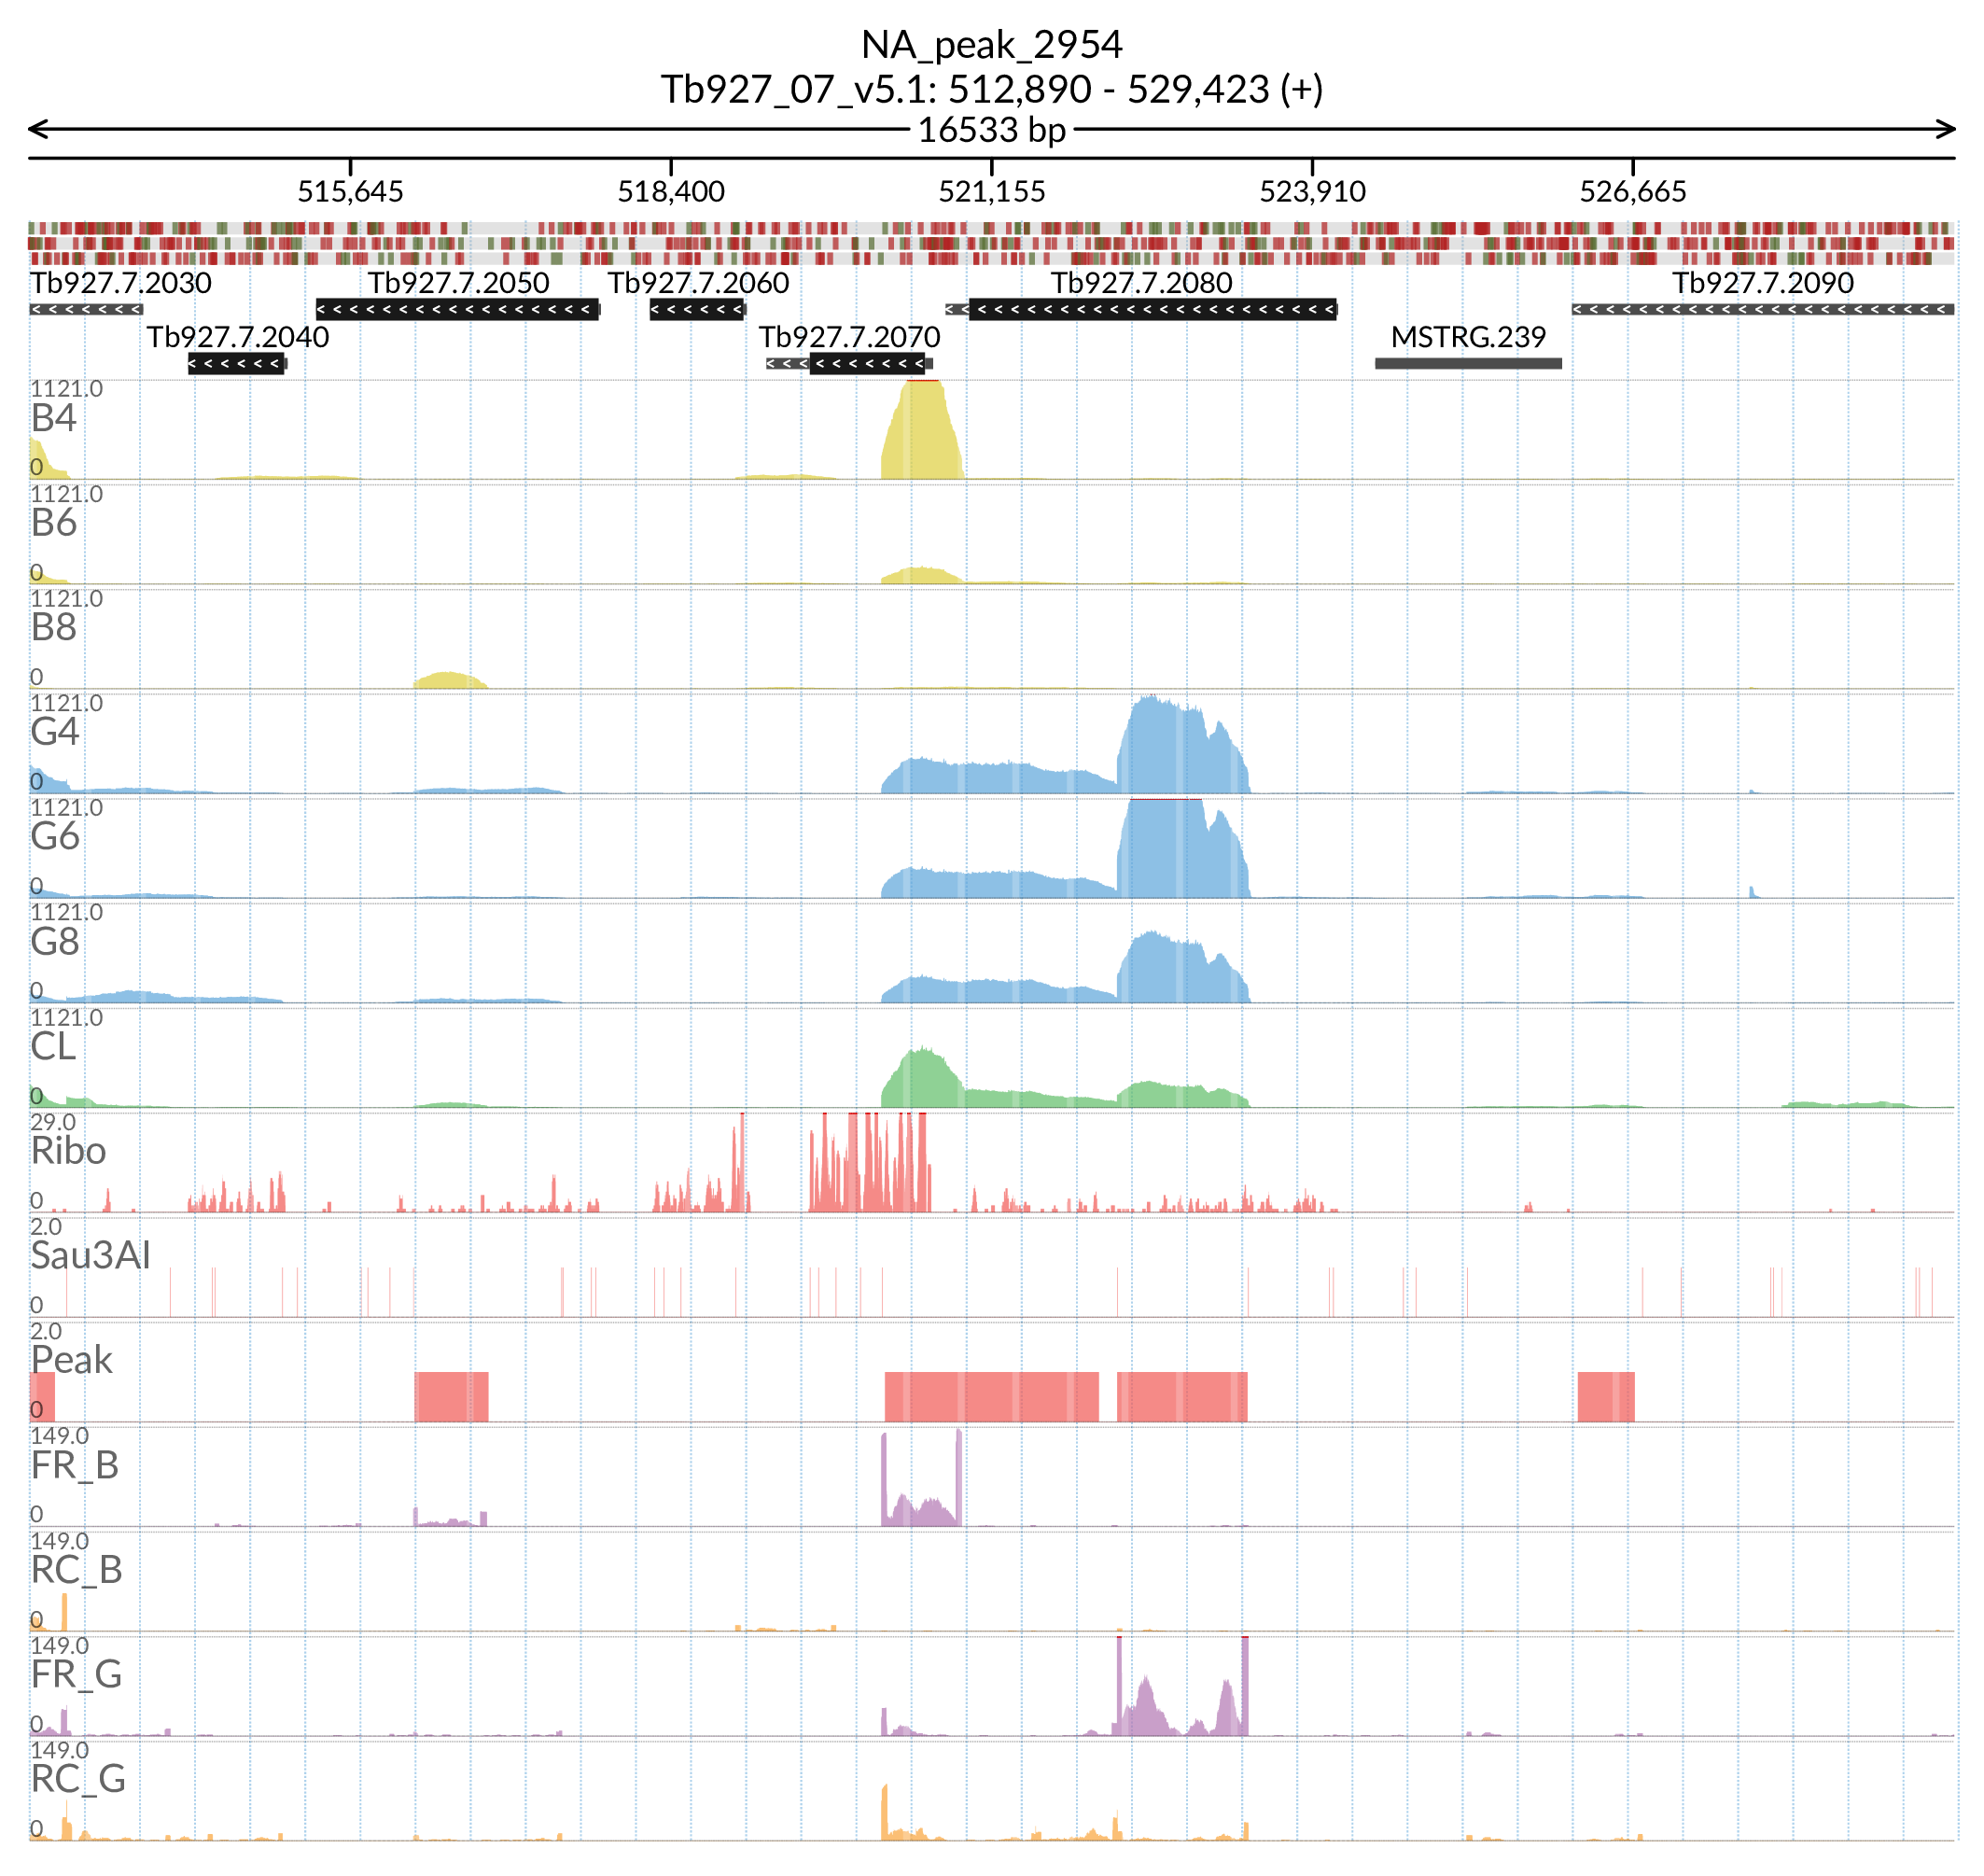 NA_peak_2954
Tb927_07_v5.1: 512,890 - 529,423 (+)
16533 bp
515,645 518,400 521,155 523,910 526,665
Tb927.7.2030 Tb927.7.2050 Tb927.7.2060 Tb927.7.2080 Tb927.7.2090
Tb927.7.2040 Tb927.7.2070 MSTRG.239
1121.0
B4
0
1121.0
B6
0
1121.0
B8
0
1121.0
G4
0
1121.0
G6
0
1121.0
G8
0
1121.0
CL
0
29.0
Ribo
0
2.0
Sau3AI
0
2.0
Peak
0
149.0
FR_B
0
149.0
RC_B
0
149.0
FR_G
0
149.0
RC_G
0